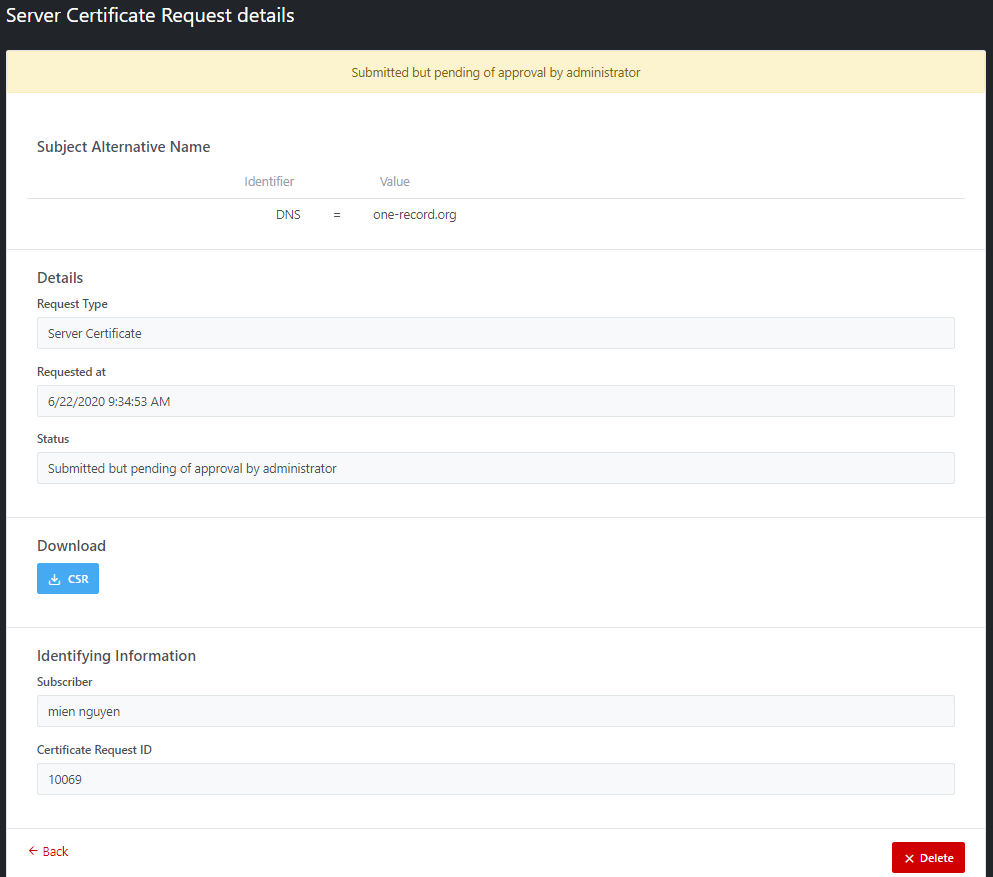 Server Certificate Request details
Submitted but pending of approval by administrator
Subject Alternative Name
Identifier Value
DNS = one-record.org
Details
Request Type
Server Certificate
Requested at
6/22/2020 9:34:53 AM
Status
Submitted but pending of approval by administrator
Download
CSR
Identifying Information
Subscriber
mien nguyen
Certificate Request ID
10069
← Back
× Delete